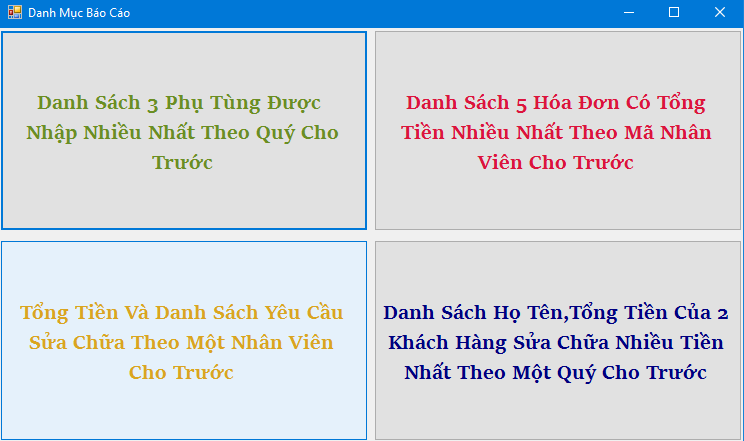 Danh Mục Báo Cáo
Danh Sách 3 Phụ Tùng Được
Nhập Nhiều Nhất Theo Quý Cho
Trước
Danh Sách 5 Hóa Đơn Có Tổng
Tiền Nhiều Nhất Theo Mã Nhân
Viên Cho Trước
Tổng Tiền Và Danh Sách Yêu Cầu
Sửa Chữa Theo Một Nhân Viên
Cho Trước
Danh Sách Họ Tên,Tổng Tiền Của 2
Khách Hàng Sửa Chữa Nhiều Tiền
Nhất Theo Một Quý Cho Trước